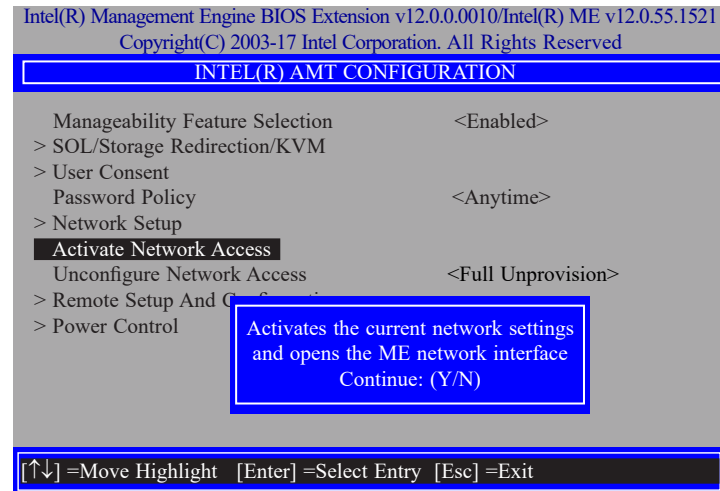 Intel(R) Management Engine BIOS Extension v12.0.0.0010/Intel(R) ME v12.0.55.1521
Copyright(C) 2003-17 Intel Corporation. All Rights Reserved
INTEL(R) AMT CONFIGURATION
Manageability Feature Selection <Enabled>
> SOL/Storage Redirection/KVM
> User Consent
Password Policy <Anytime>
> Network Setup
Activate Network Access
Unconfigure Network Access <Full Unprovision>
> Remote Setup And
> Power Control
Activates the current network settings
and opens the ME network interface
Continue: (Y/N)
[↑↓] =Move Highlight [Enter] =Select Entry [Esc] =Exit